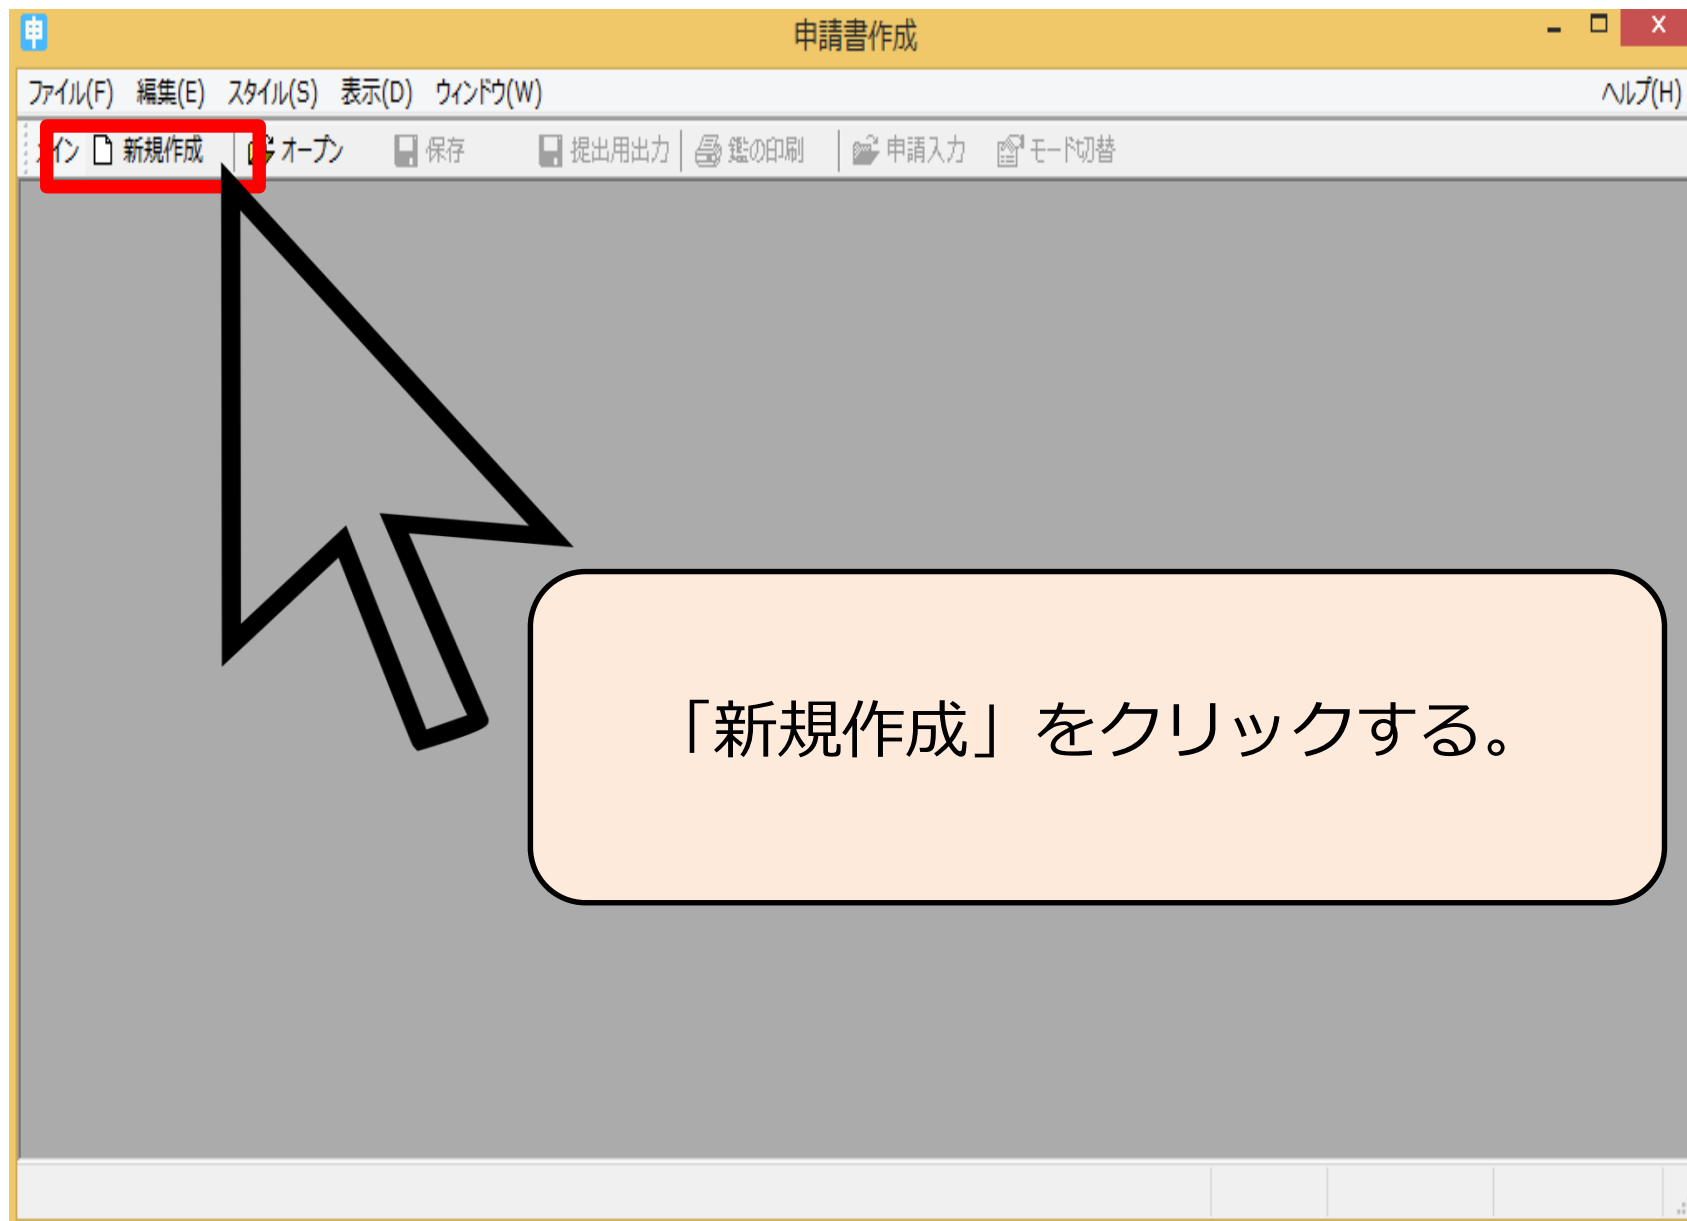 申
申請書作成
ファイル(F) 編集(E) スタイル(S) 表示(D) ウィンドウ(W) ヘルプ(H)
新規作成 オープン 保存 提出用出力 鑑の印刷 申請入力 モード切替
「新規作成」をクリックする。